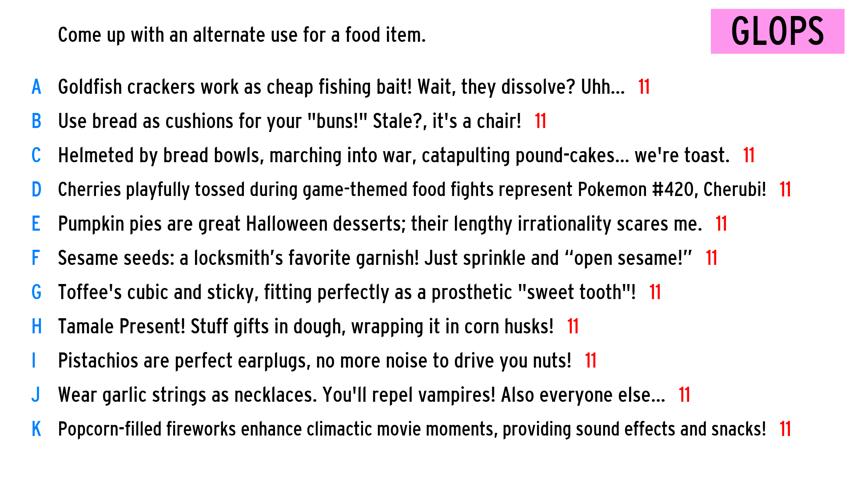 Come up with an alternate use for a food item.
GLOPS
A Goldfish crackers work as cheap fishing bait! Wait, they dissolve? Uhh... 11
B Use bread as cushions for your "buns!" Stale?, it's a chair! 11
C Helmeted by bread bowls, marching into war, catapulting pound-cakes... we're toast. 11
D Cherries playfully tossed during game-themed food fights represent Pokemon #420, Cherubi! 11
E Pumpkin pies are great Halloween desserts; their lengthy irrationality scares me. 11
F Sesame seeds: a locksmith’s favorite garnish! Just sprinkle and “open sesame!” 11
G Toffee's cubic and sticky, fitting perfectly as a prosthetic "sweet tooth"! 11
H Tamale Present! Stuff gifts in dough, wrapping it in corn husks! 11
I Pistachios are perfect earplugs, no more noise to drive you nuts! 11
J Wear garlic strings as necklaces. You'll repel vampires! Also everyone else... 11
K Popcorn-filled fireworks enhance climactic movie moments, providing sound effects and snacks! 11